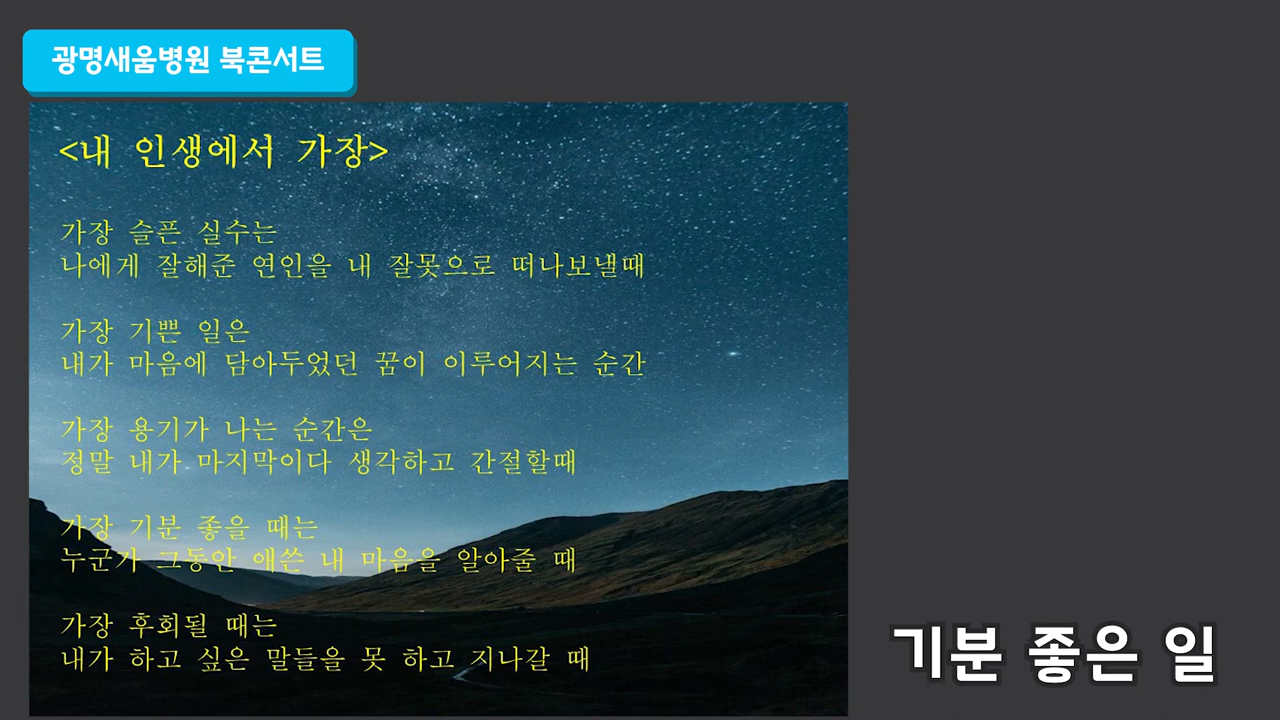 광명새움병원 북콘서트
<내 인생에서 가장>
가장 슬픈 실수는
나에게 잘해준 연인을 내 잘못으로 떠나보낼때
가장 기쁜 일은
내가 마음에 담아두었던 꿈이 이루어지는 순간
가장 용기가 나는 순간은
정말 내가 마지막이다 생각하고 간절할때
가장 기분 좋을 때는
누군가 그동안 애쓴 내 마음을 알아줄 때
가장 후회될 때는
내가 하고 싶은 말들을 못 하고 지나갈 때
기분 좋은 일